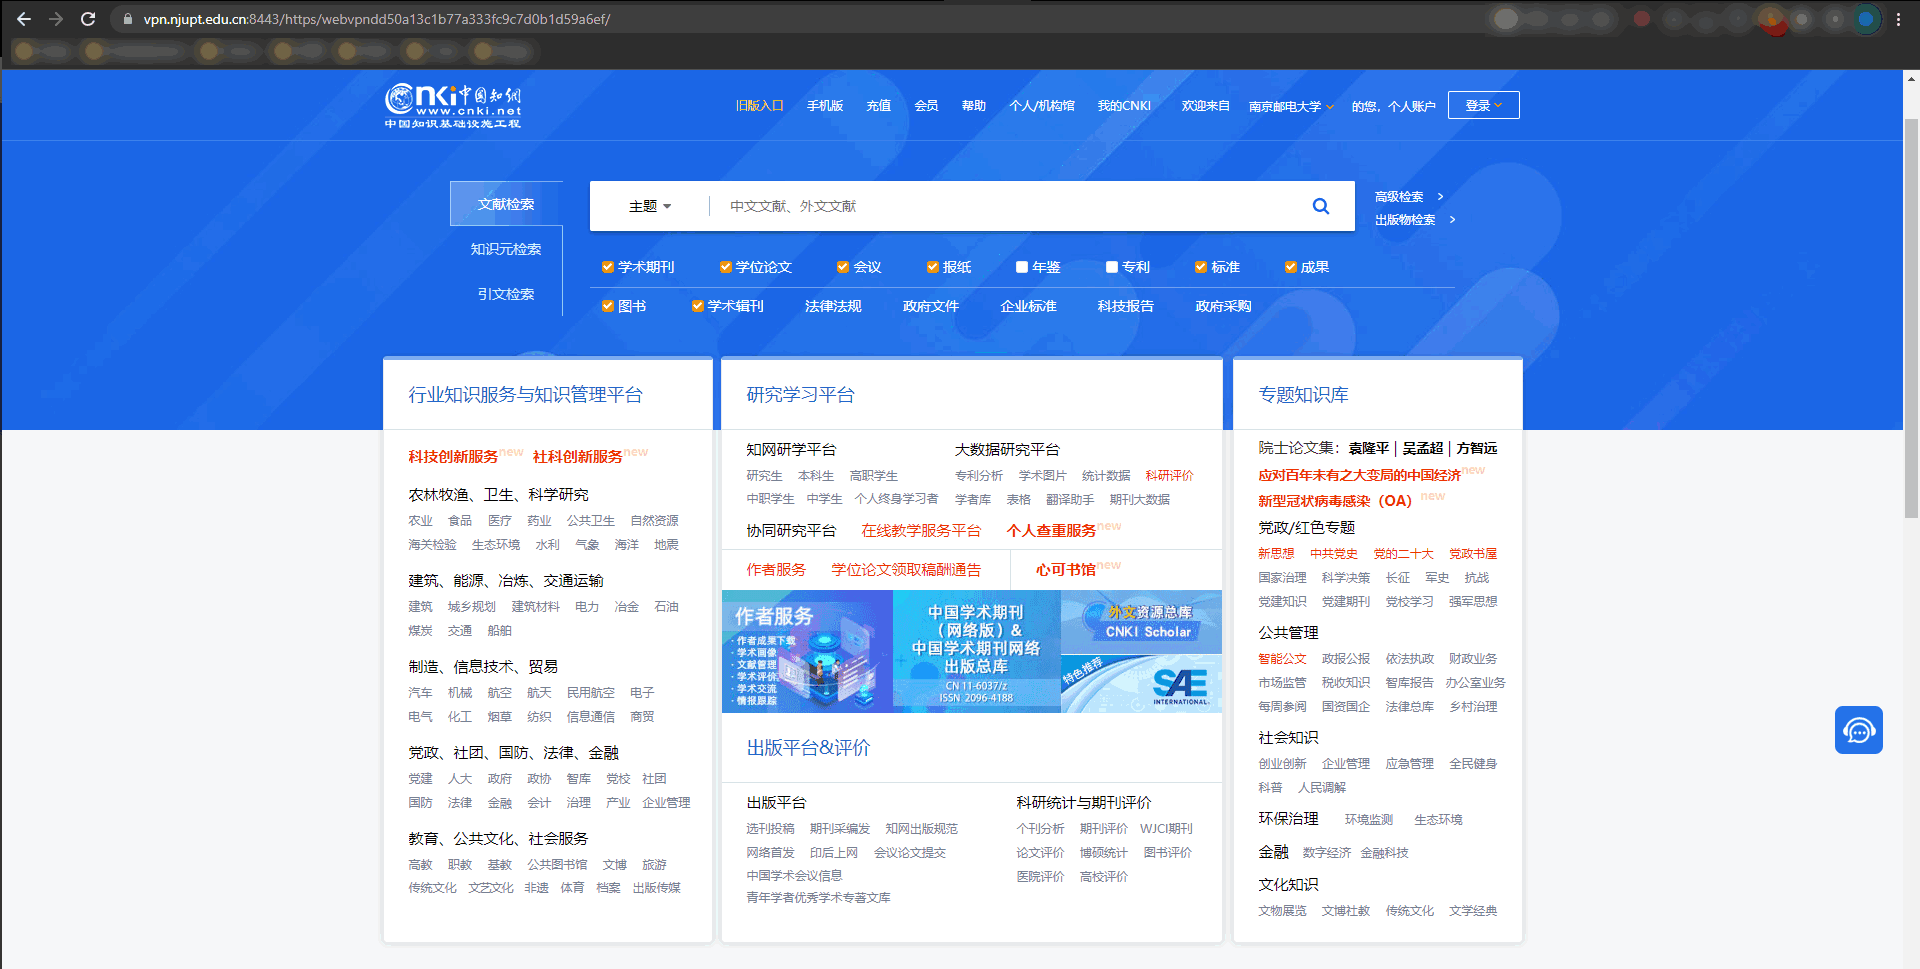 vpn.njupt.edu.cn:8443/https/webvpndd50a13c1b77a333fc9c7d0b1d59a6ef/
cnki中国知网
www.cnki.net
中国知识基础设施工程
旧版入口 手机版 充值 会员 帮助 个人/机构馆 我的CNKI 欢迎来自 南京邮电大学 的您，个人账户 登录
文献检索
知识元检索
引文检索
主题 中文文献、外文文献
高级检索 >
出版物检索 >
学术期刊 学位论文 会议 报纸 年鉴 专利 标准 成果
图书 学术辑刊 法律法规 政府文件 企业标准 科技报告 政府采购
行业知识服务与知识管理平台
科技创新服务new 社科创新服务new
农林牧渔、卫生、科学研究
农业 食品 医疗 药业 公共卫生 自然资源
海关检验 生态环境 水利 气象 海洋 地震
建筑、能源、冶炼、交通运输
建筑 城乡规划 建筑材料 电力 冶金 石油
煤炭 交通 船舶
制造、信息技术、贸易
汽车 机械 航空 航天 民用航空 电子
电气 化工 烟草 纺织 信息通信 商贸
党政、社团、国防、法律、金融
党建 人大 政府 政协 智库 党校 社团
国防 法律 金融 会计 治理 产业 企业管理
教育、公共文化、社会服务
高教 职教 基教 公共图书馆 文博 旅游
传统文化 文艺文化 非遗 体育 档案 出版传媒
研究学习平台
知网研学平台
研究生 本科生 高职学生
中职学生 中学生 个人终身学习者
大数据研究平台
专利分析 学术图片 统计数据 科研评价
学者库 表格 翻译助手 期刊大数据
协同研究平台 在线教学服务平台 个人查重服务new
作者服务 学位论文领取稿酬通告 心可书馆new
作者服务
·作者成果下载
·学术画像
·文献管理
·学术评价
·学术交流
·情报跟踪
中国学术期刊
（网络版）&
中国学术期刊网络
出版总库
CN 11-6037/z
ISSN 2096-4188
外文资源总库
CNKI Scholar
特色推荐
SAE
INTERNATIONAL.
出版平台&评价
出版平台
选刊投稿 期刊采编发 知网出版规范
网络首发 印后上网 会议论文提交
中国学术会议信息
青年学者优秀学术专著文库
科研统计与期刊评价
个刊分析 期刊评价 WJCI期刊
论文评价 博硕统计 图书评价
医院评价 高校评价
专题知识库
院士论文集：袁隆平 | 吴孟超 | 方智远
应对百年未有之大变局的中国经济new
新型冠状病毒感染（OA） new
党政/红色专题
新思想 中共党史 党的二十大 党政书屋
国家治理 科学决策 长征 军史 抗战
党建知识 党建期刊 党校学习 强军思想
公共管理
智能公文 政报公报 依法执政 财政业务
市场监管 税收知识 智库报告 办公室业务
每周参阅 国资国企 法律总库 乡村治理
社会知识
创业创新 企业管理 应急管理 全民健身
科普 人民调解
环保治理 环境监测 生态环境
金融 数字经济 金融科技
文化知识
文物展览 文博社教 传统文化 文学经典